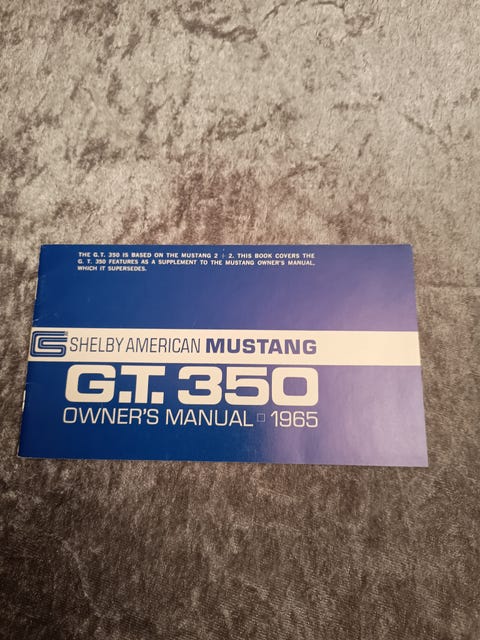 THE G.T. 350 IS BASED ON THE MUSTANG 2 + 2. THIS BOOK COVERS THE
G. T. 350 FEATURES AS A SUPPLEMENT TO THE MUSTANG OWNER'S MANUAL,
WHICH IT SUPERSEDES.
CS SHELBY AMERICAN MUSTANG
G.T. 350
OWNER'S MANUAL □ 1965